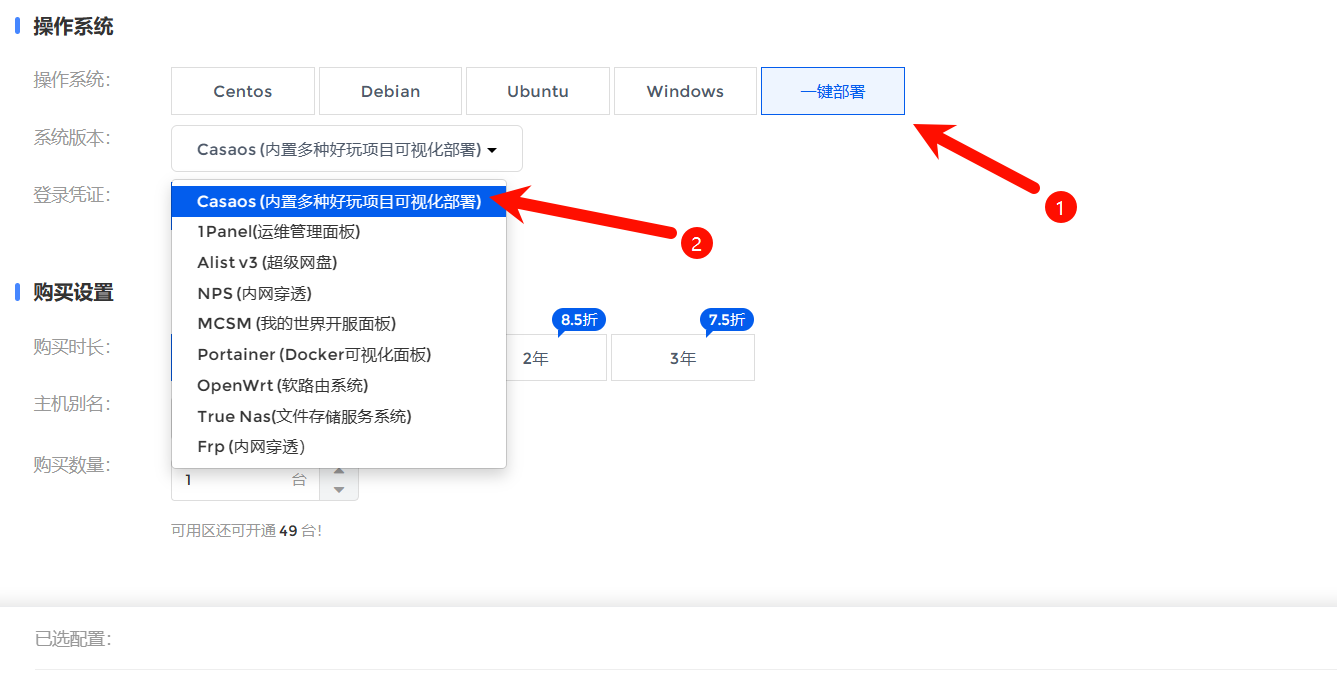 操作系统
操作系统:
Centos Debian Ubuntu Windows 一键部署
系统版本:
Casaos (内置多种好玩项目可视化部署)
登录凭证:
Casaos (内置多种好玩项目可视化部署)
1
1Panel(运维管理面板)
2
Alist v3 (超级网盘)
购买设置
NPS (内网穿透)
8.5折 7.5折
MCSM (我的世界开服面板)
购买时长:
Portainer (Docker可视化面板)
2年 3年
OpenWrt (软路由系统)
主机别名:
True Nas(文件存储服务系统)
Frp (内网穿透)
购买数量:
1 台
可用区还可开通 49 台!
已选配置: